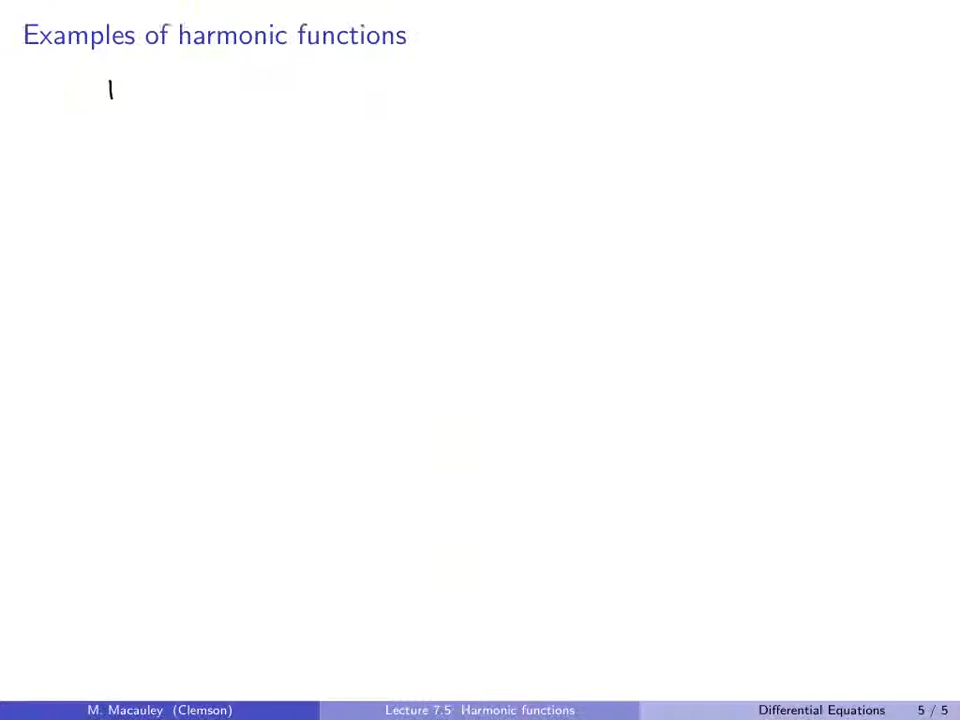 Examples of harmonic functions
M. Macauley (Clemson) Lecture 7.5: Harmonic functions Differential Equations 5 / 5